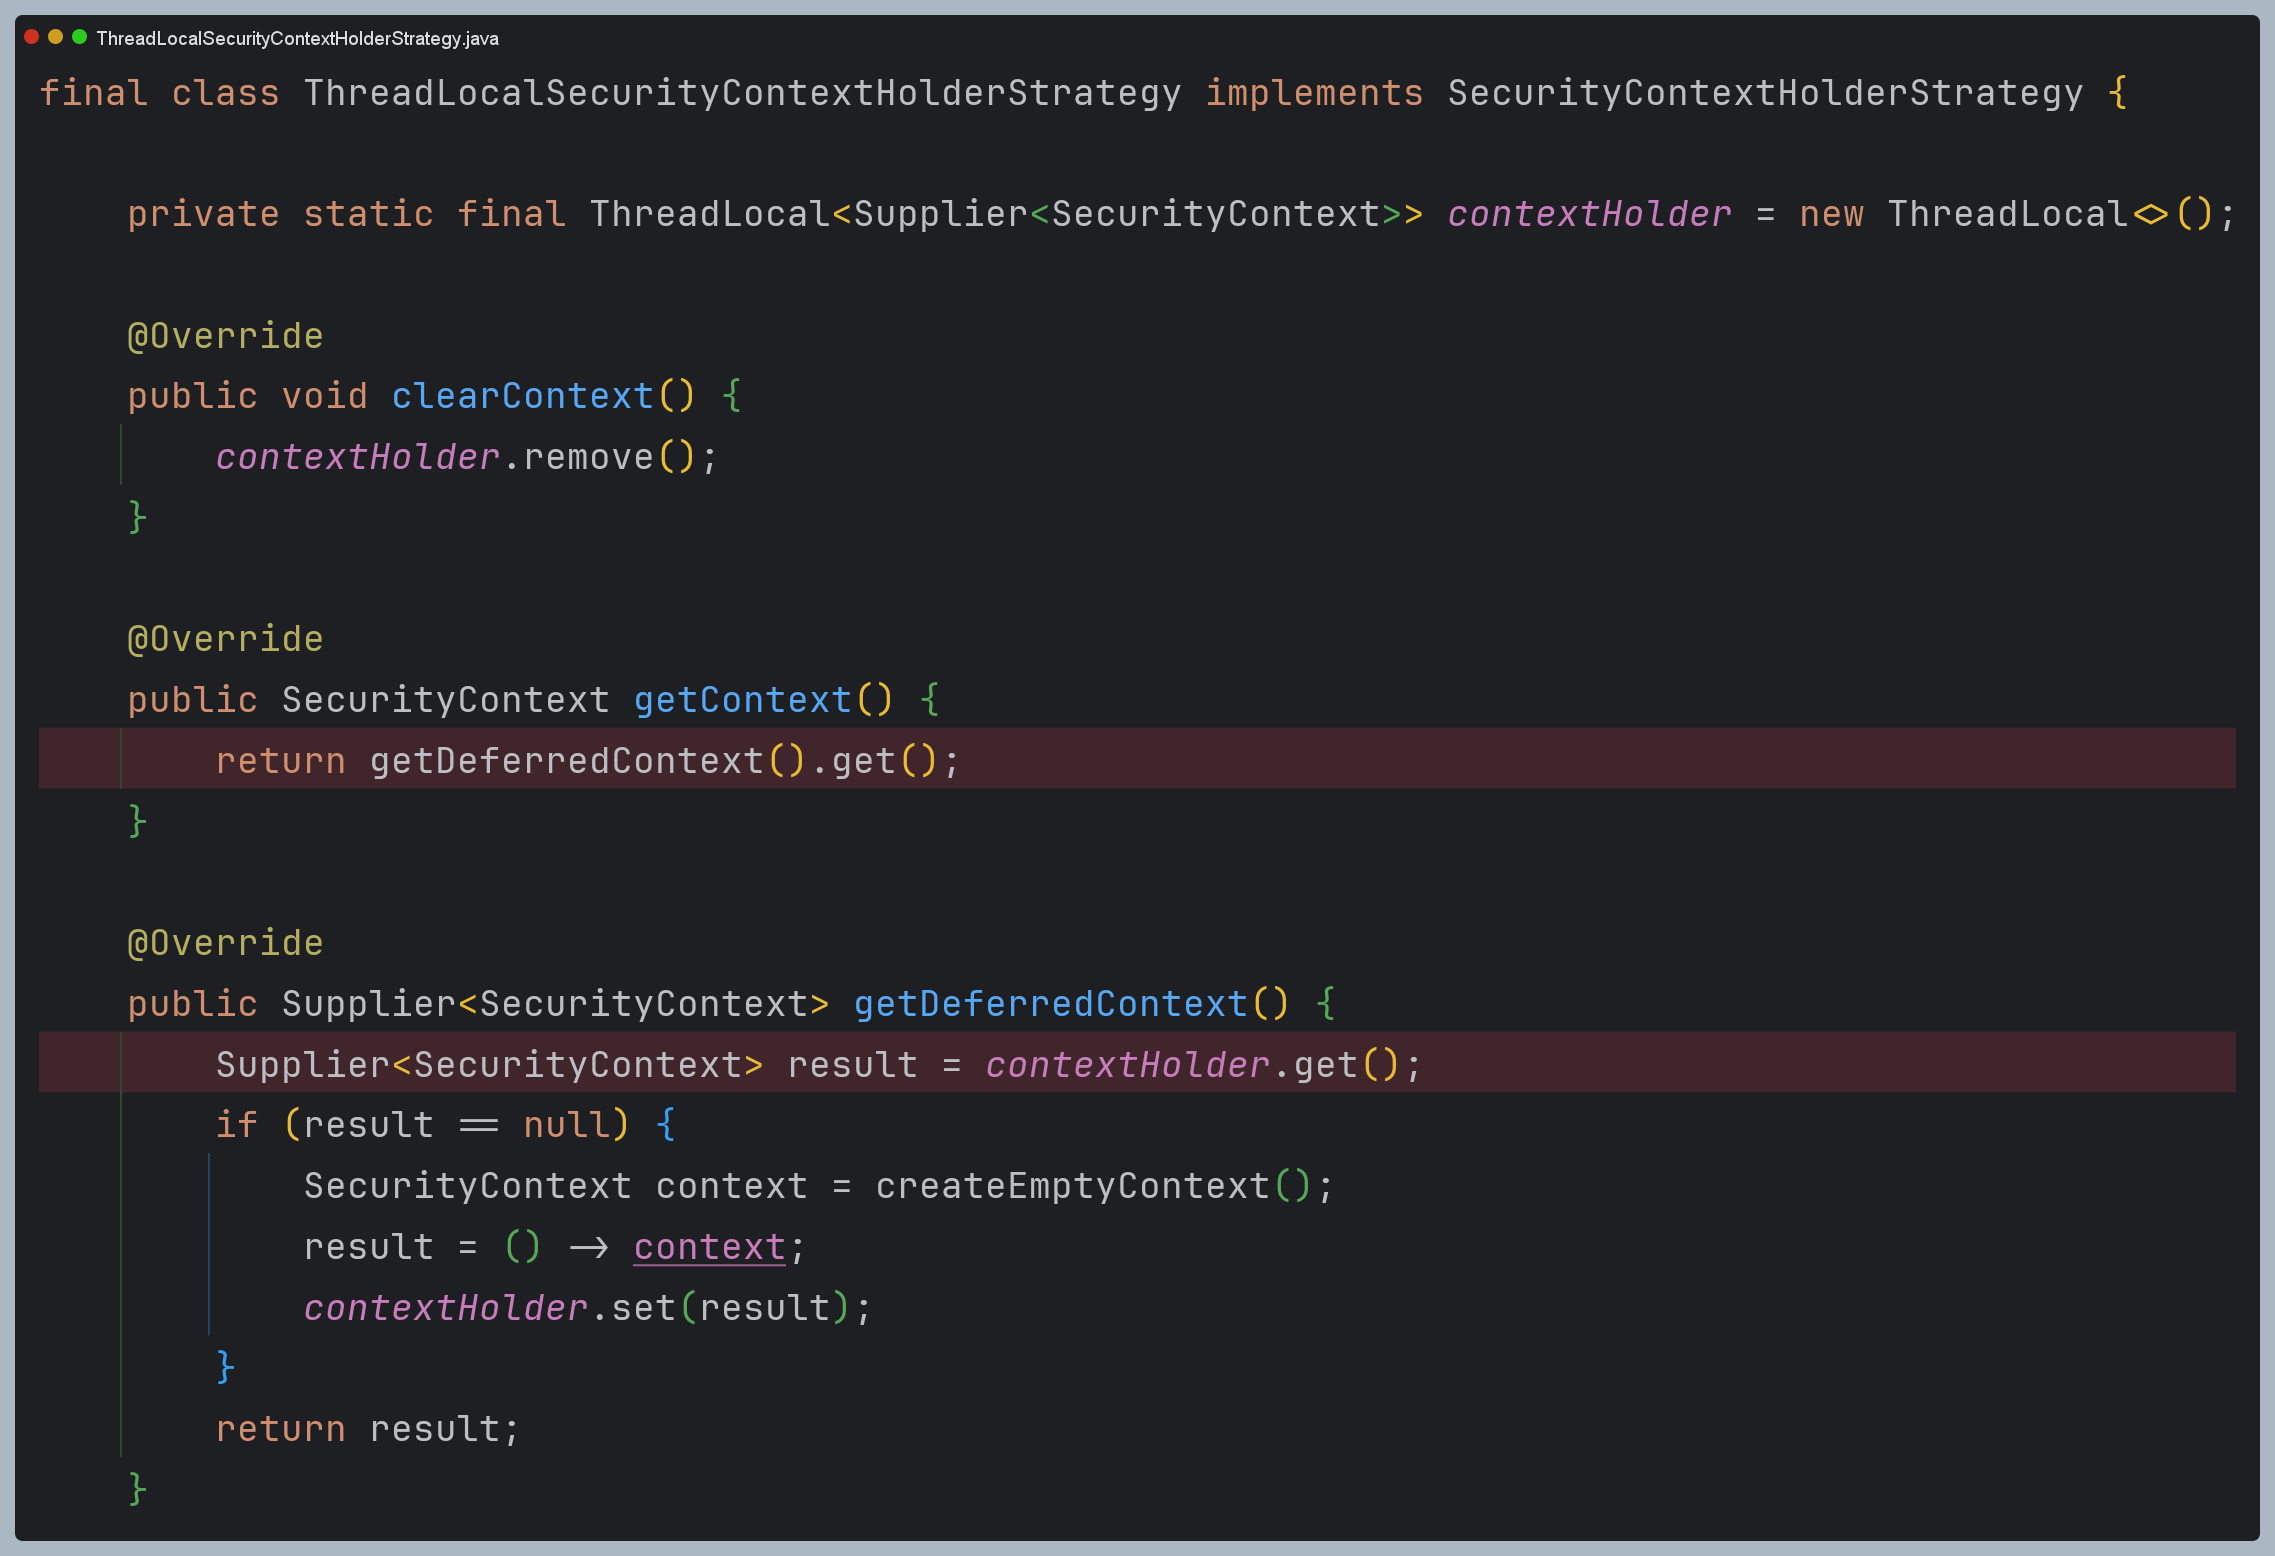 ThreadLocalSecurityContextHolderStrategy.java
final class ThreadLocalSecurityContextHolderStrategy implements SecurityContextHolderStrategy {
private static final ThreadLocal<Supplier<SecurityContext>> contextHolder = new ThreadLocal<>();
@Override
public void clearContext() {
contextHolder.remove();
}
@Override
public SecurityContext getContext() {
return getDeferredContext().get();
}
@Override
public Supplier<SecurityContext> getDeferredContext() {
Supplier<SecurityContext> result = contextHolder.get();
if (result == null) {
SecurityContext context = createEmptyContext();
result = () -> context;
contextHolder.set(result);
}
return result;
}